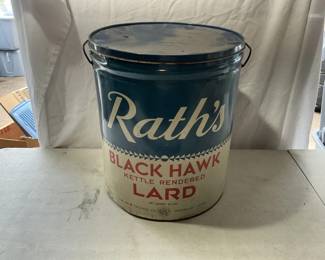 Rath's
BLACK HAWK
KETTLE RENDERED
LARD